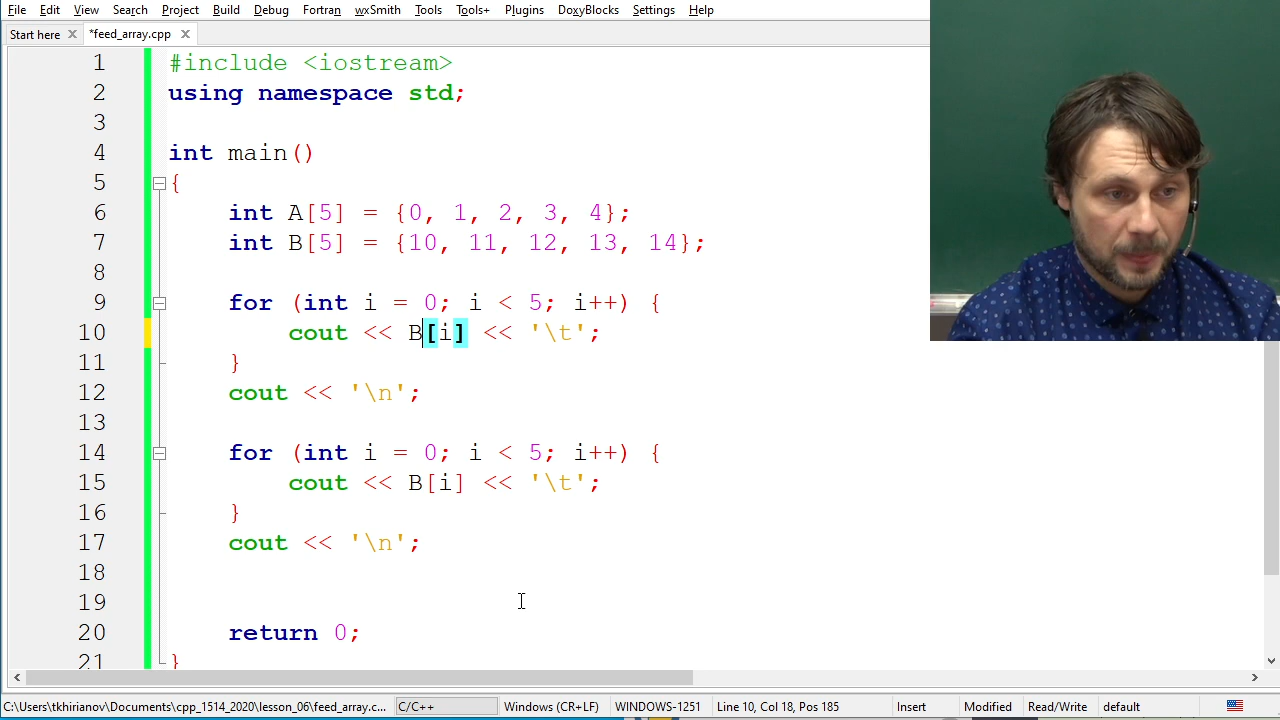 File Edit View Search Project Build Debug Fortran wxSmith Tools Tools+ Plugins DoxyBlocks Settings Help
Start here *feed_array.cpp
1 #include <iostream>
2 using namespace std;
3
4 int main()
5 {
6 int A[5] = {0, 1, 2, 3, 4};
7 int B[5] = {10, 11, 12, 13, 14};
8
9 for (int i = 0; i < 5; i++) {
10 cout << B[i] << '\t';
11 }
12 cout << '\n';
13
14 for (int i = 0; i < 5; i++) {
15 cout << B[i] << '\t';
16 }
17 cout << '\n';
18
19
20 return 0;
21 }
C:\Users\tkhirianov\Documents\cpp_1514_2020\lesson_06\feed_array.c... C/C++ Windows (CR+LF) WINDOWS-1251 Line 10, Col 18, Pos 185 Insert Modified Read/Write default